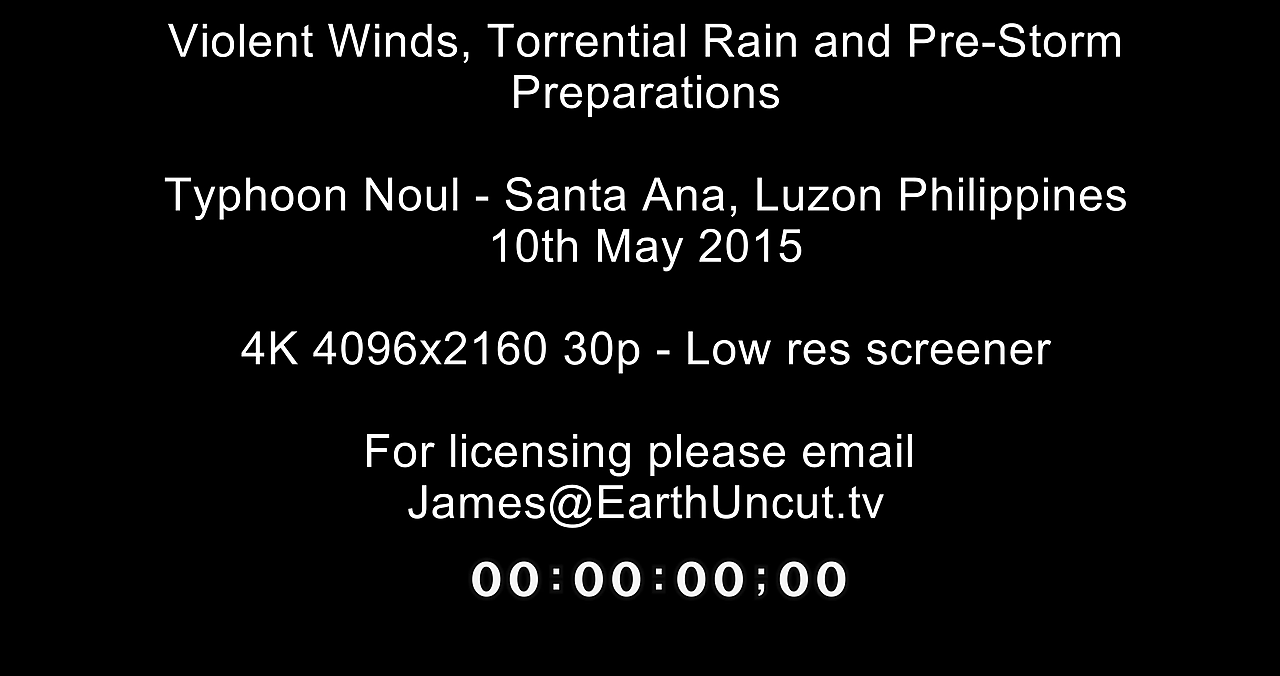 Violent Winds, Torrential Rain and Pre-Storm
Preparations
Typhoon Noul - Santa Ana, Luzon Philippines
10th May 2015
4K 4096x2160 30p - Low res screener
For licensing please email
James@EarthUncut.tv
00:00:00;00